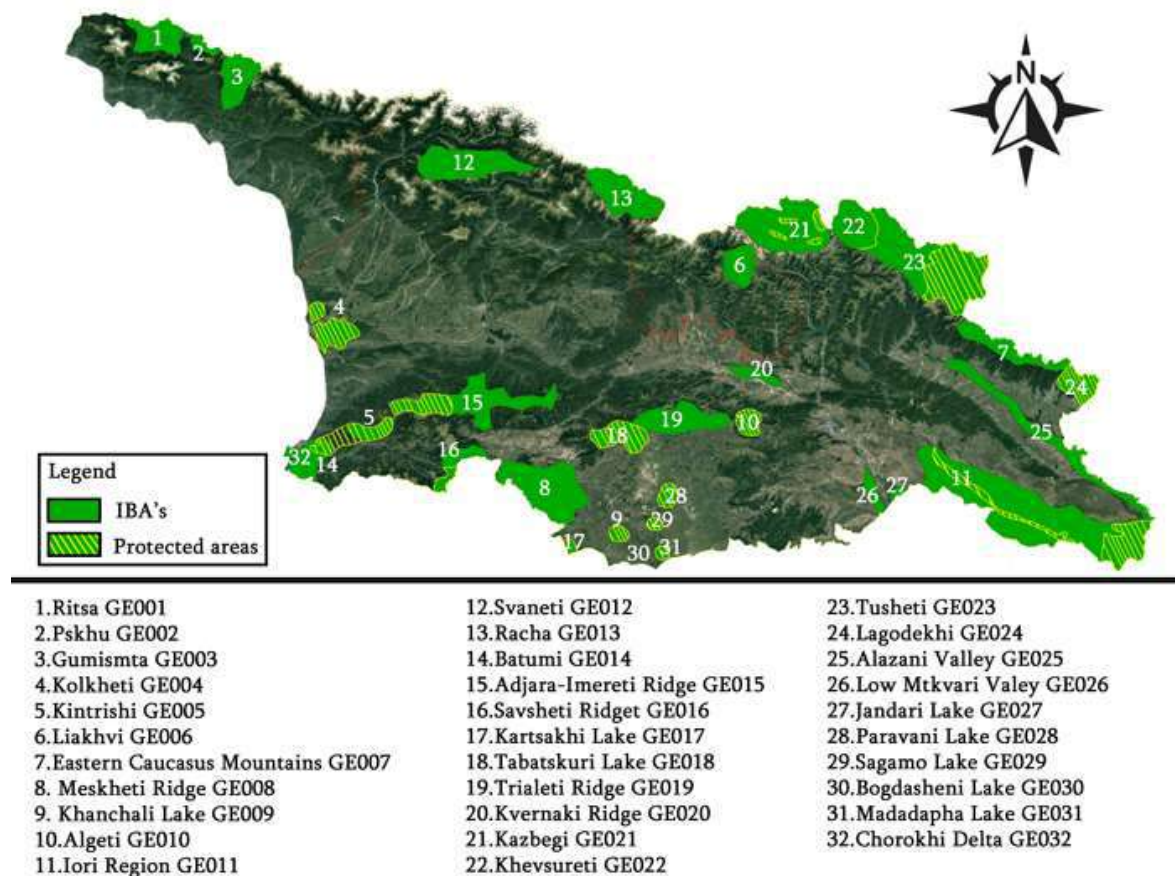 N
1
2
3
12
13
21
22
23
6
4
7
24
20
15
5
19
10
18
25
32
14
16
8
28
26
27
11
9
29
17
30
31
Legend
IBA's
Protected areas
1.Ritsa GE001
2.Pskhu GE002
3.Gumismta GE003
4.Kolkheti GE004
5.Kintrishi GE005
6.Liakhvi GE006
7.Eastern Caucasus Mountains GE007
8. Meskheti Ridge GE008
9. Khanchali Lake GE009
10.Algeti GE010
11.Iori Region GE011
12.Svaneti GE012
13.Racha GE013
14.Batumi GE014
15.Adjara-Imereti Ridge GE015
16.Savsheti Ridget GE016
17.Kartsakhi Lake GE017
18.Tabatskuri Lake GE018
19.Trialeti Ridge GE019
20.Kvernaki Ridge GE020
21.Kazbegi GE021
22.Khevsureti GE022
23.Tusheti GE023
24.Lagodekhi GE024
25.Alazani Valley GE025
26.Low Mtkvari Valey GE026
27.Jandari Lake GE027
28.Paravani Lake GE028
29.Sagamo Lake GE029
30.Bogdasheni Lake GE030
31.Madadapha Lake GE031
32.Chorokhi Delta GE032